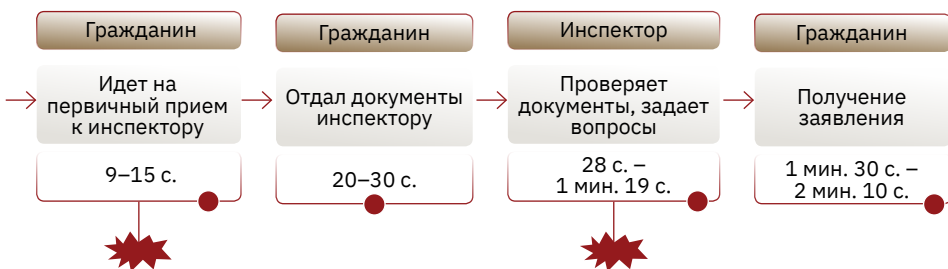 Гражданин
Идет на
первичный прием
к инспектору
9–15 с.
Гражданин
Отдал документы
инспектору
20–30 с.
Инспектор
Проверяет
документы, задает
вопросы
28 с. –
1 мин. 19 с.
Гражданин
Получение
заявления
1 мин. 30 с. –
2 мин. 10 с.